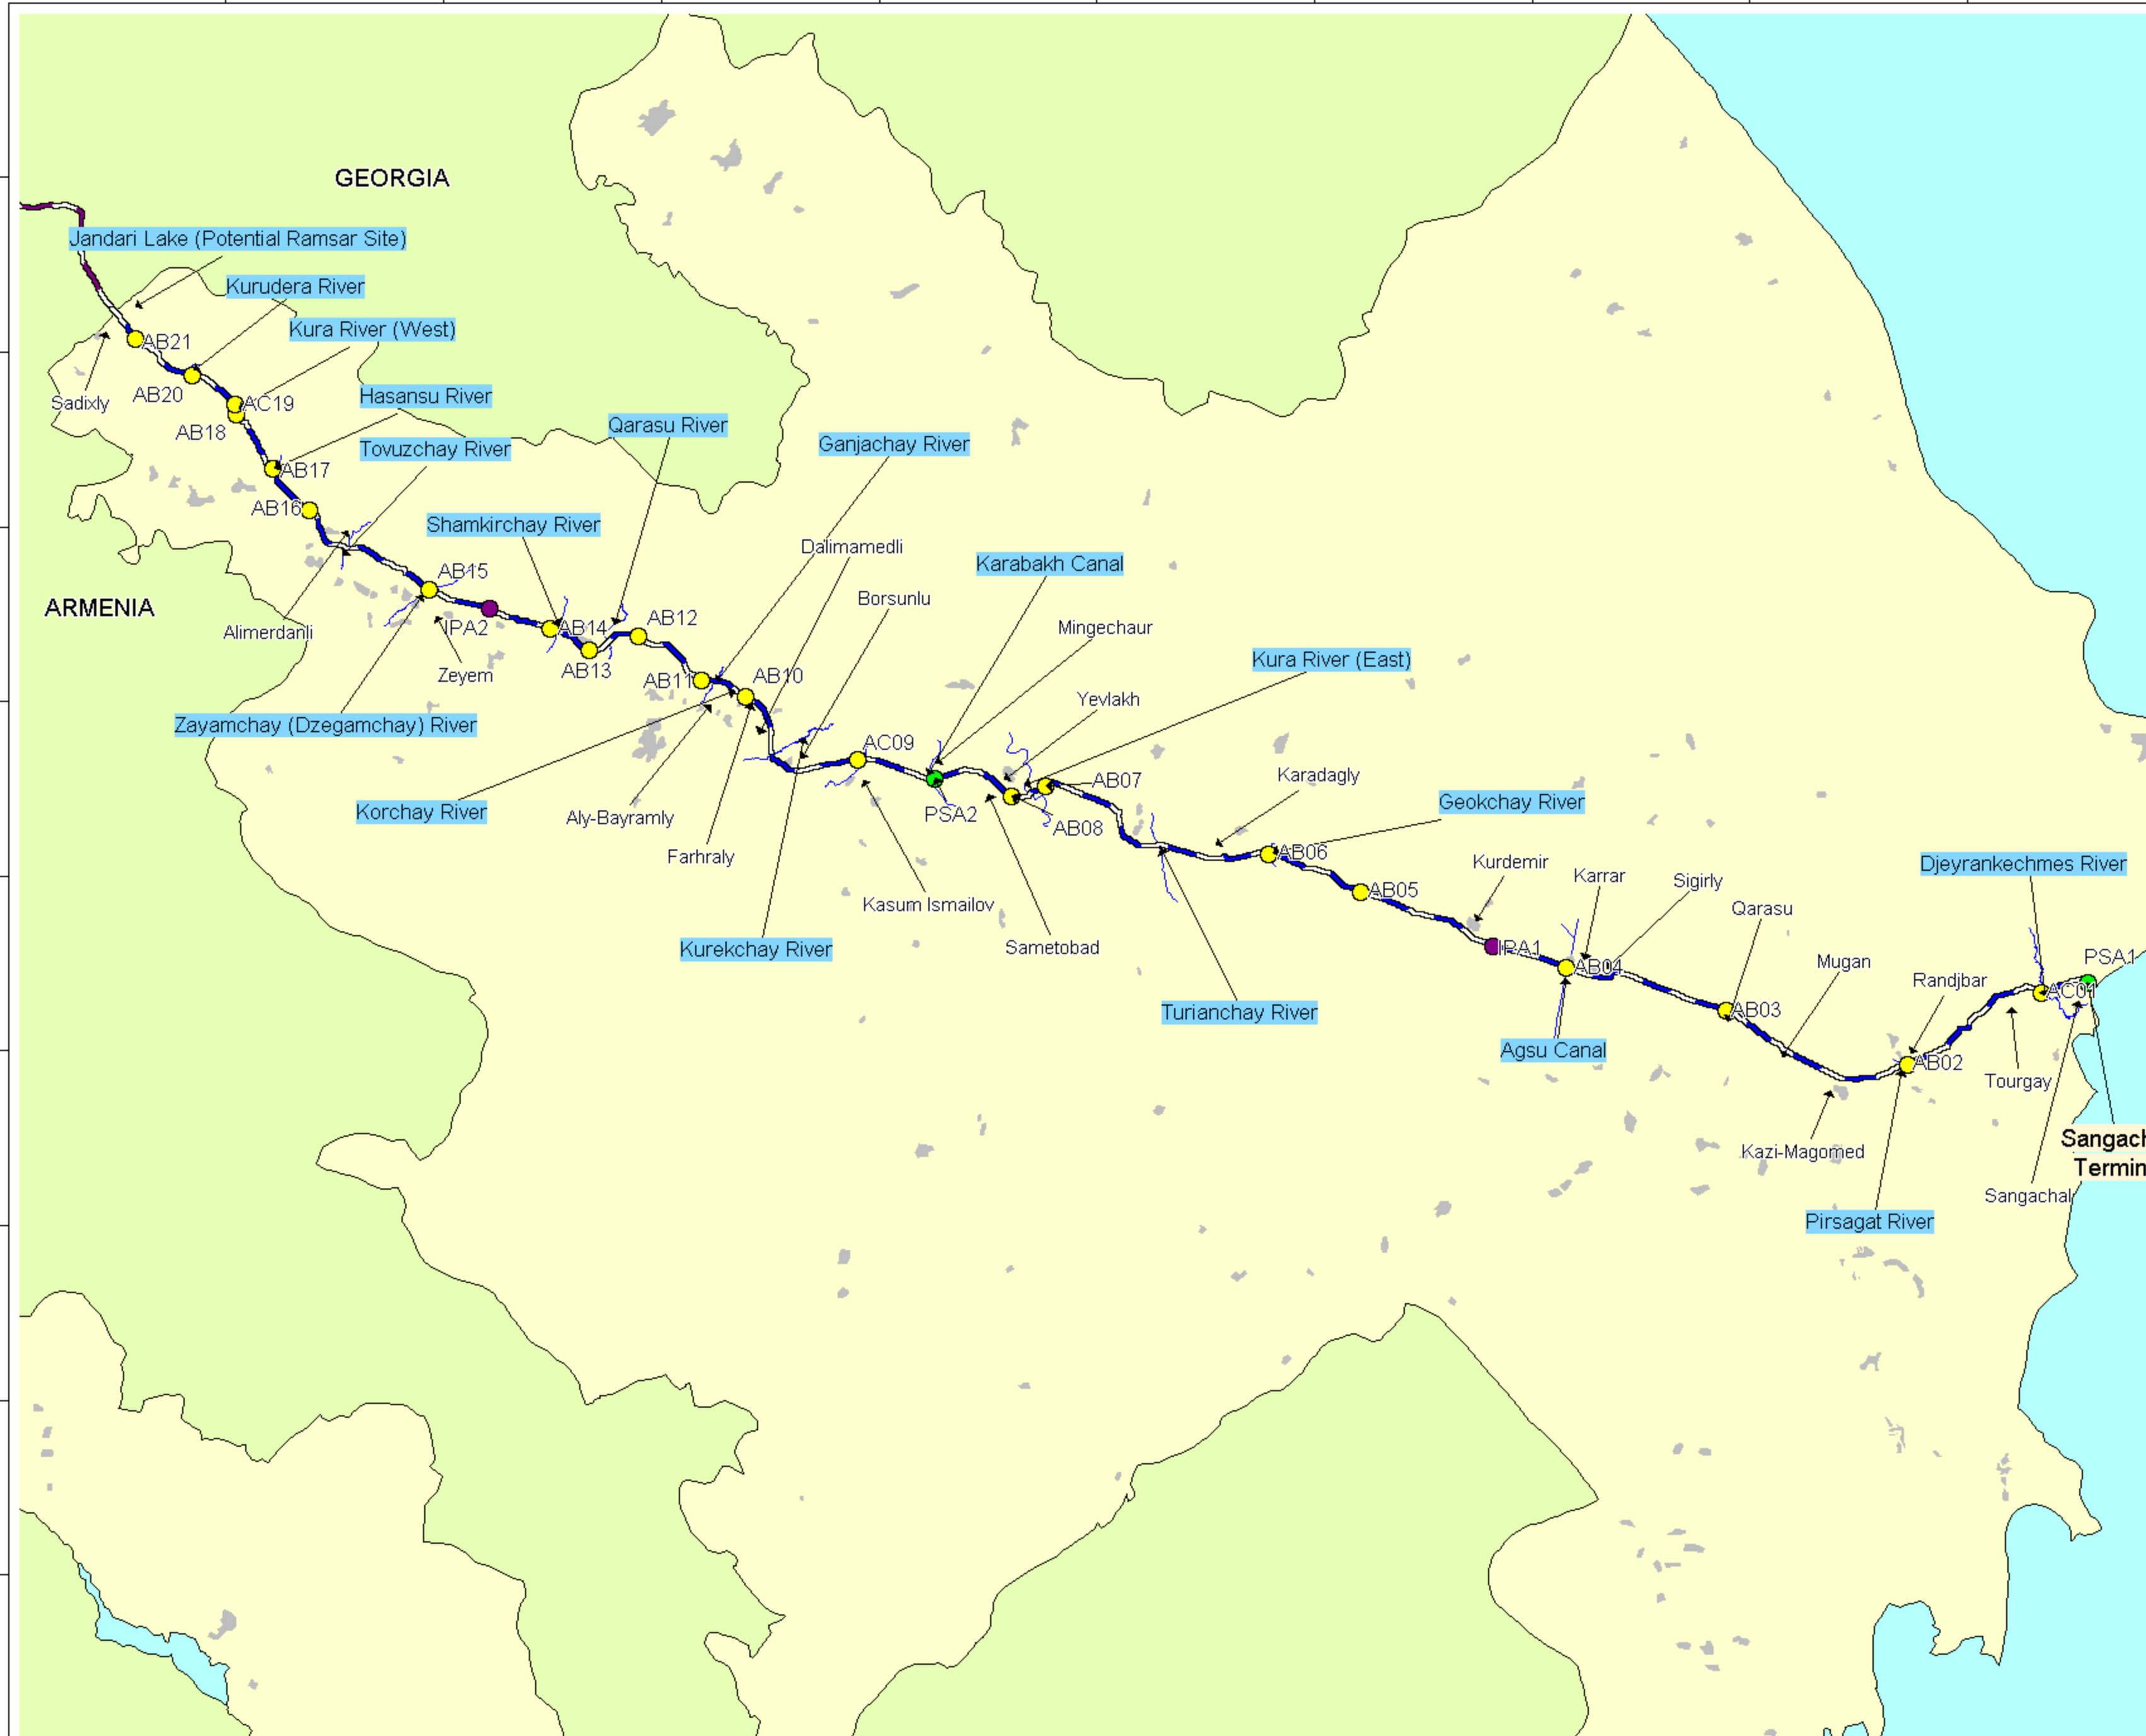 GEORGIA
Jandari Lake (Potential Ramsar Site)
Kurudera River
Kura River (West)
AB21
AB20
Sadixly
AC19
Hasansu River
AB18
Qarasu River
Tovuzchay River
Ganjachay River
AB17
AB16
Shamkirchay River
Dalimamedli
Karabakh Canal
AB15
Borsunlu
ARMENIA
Alimerdanli
IPA2
AB14
AB12
Mingechaur
Kura River (East)
AB13
Zeyem
AB11
AB10
Yevlakh
Zayamchay (Dzegamchay) River
AC09
Karadagly
AB07
Geokchay River
Korchay River
Aly-Bayramly
PSA2
AB08
Farhraly
AB06
Kurdemir
Djeyrankechmes River
Karrar
Sigirly
AB05
Kasum Ismailov
Qarasu
Kurekchay River
Sametobad
IPA1
PSA1
Mugan
AB04
Randjbar
AC01
Turianchay River
AB03
Agsu Canal
AB02
Tourgay
Sangach
Termin
Kazi-Magomed
Sangachal
Pirsagat River